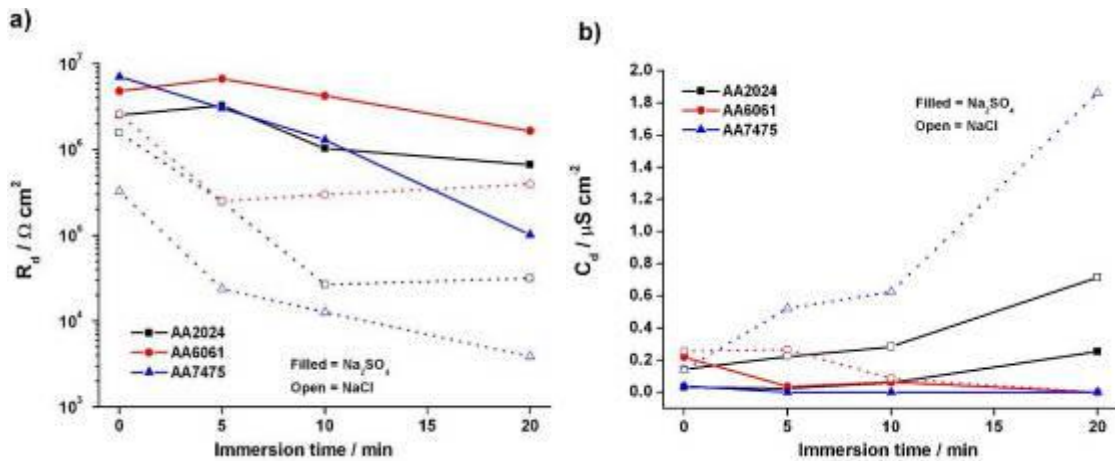 a)
10⁷
10⁶
10⁵
10⁴
10³
R_d / Ω cm²
AA2024
AA6061
AA7475
Filled = Na₂SO₄
Open = NaCl
0 5 10 15 20
Immersion time / min
b)
2.0
1.8
1.6
1.4
1.2
1.0
0.8
0.6
0.4
0.2
0.0
C_d / µS cm⁻²
AA2024
AA6061
AA7475
Filled = Na₂SO₄
Open = NaCl
0 5 10 15 20
Immersion time / min